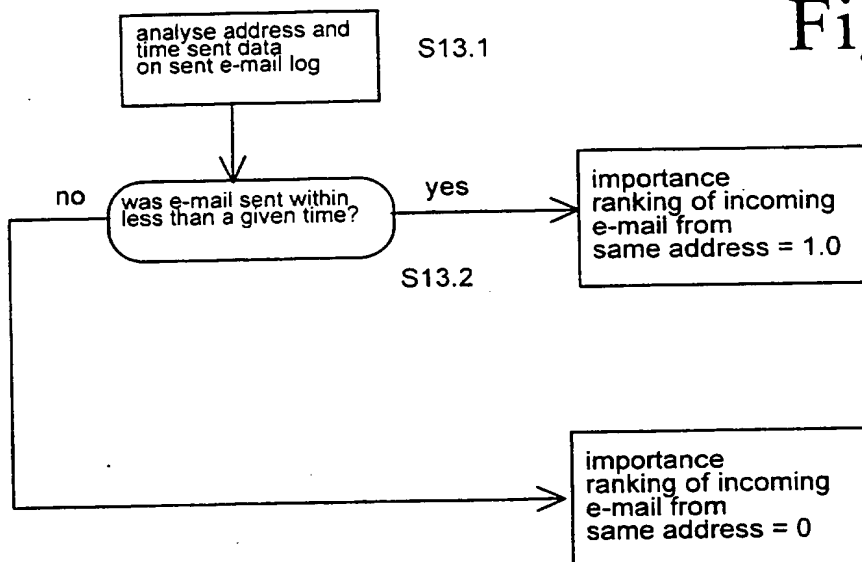 Fi
analyse address and
time sent data
on sent e-mail log
S13.1
no
was e-mail sent within
less than a given time?
yes
S13.2
importance
ranking of incoming
e-mail from
same address = 1.0
importance
ranking of incoming
e-mail from
same address = 0